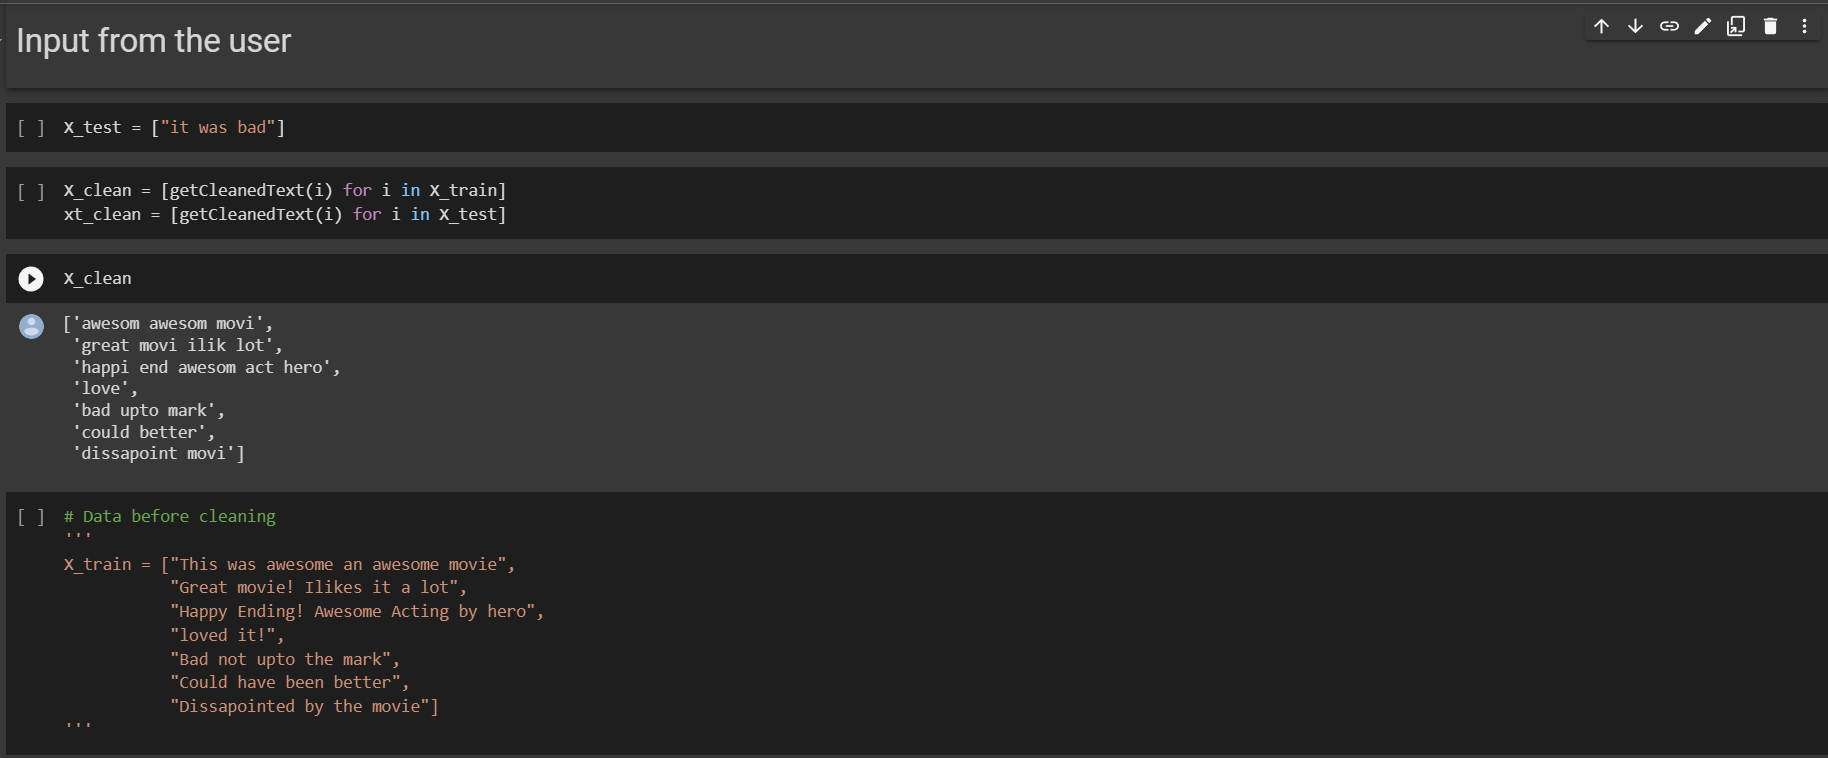 Input from the user
[ ] X_test = ["it was bad"]
[ ] X_clean = [getCleanedText(i) for i in X_train]
xt_clean = [getCleanedText(i) for i in X_test]
X_clean
['awesom awesom movi',
'great movi ilik lot',
'happi end awesom act hero',
'love',
'bad upto mark',
'could better',
'dissapoint movi']
[ ] # Data before cleaning
'''
X_train = ["This was awesome an awesome movie",
"Great movie! Ilikes it a lot",
"Happy Ending! Awesome Acting by hero",
"loved it!",
"Bad not upto the mark",
"Could have been better",
"Dissapointed by the movie"]
'''